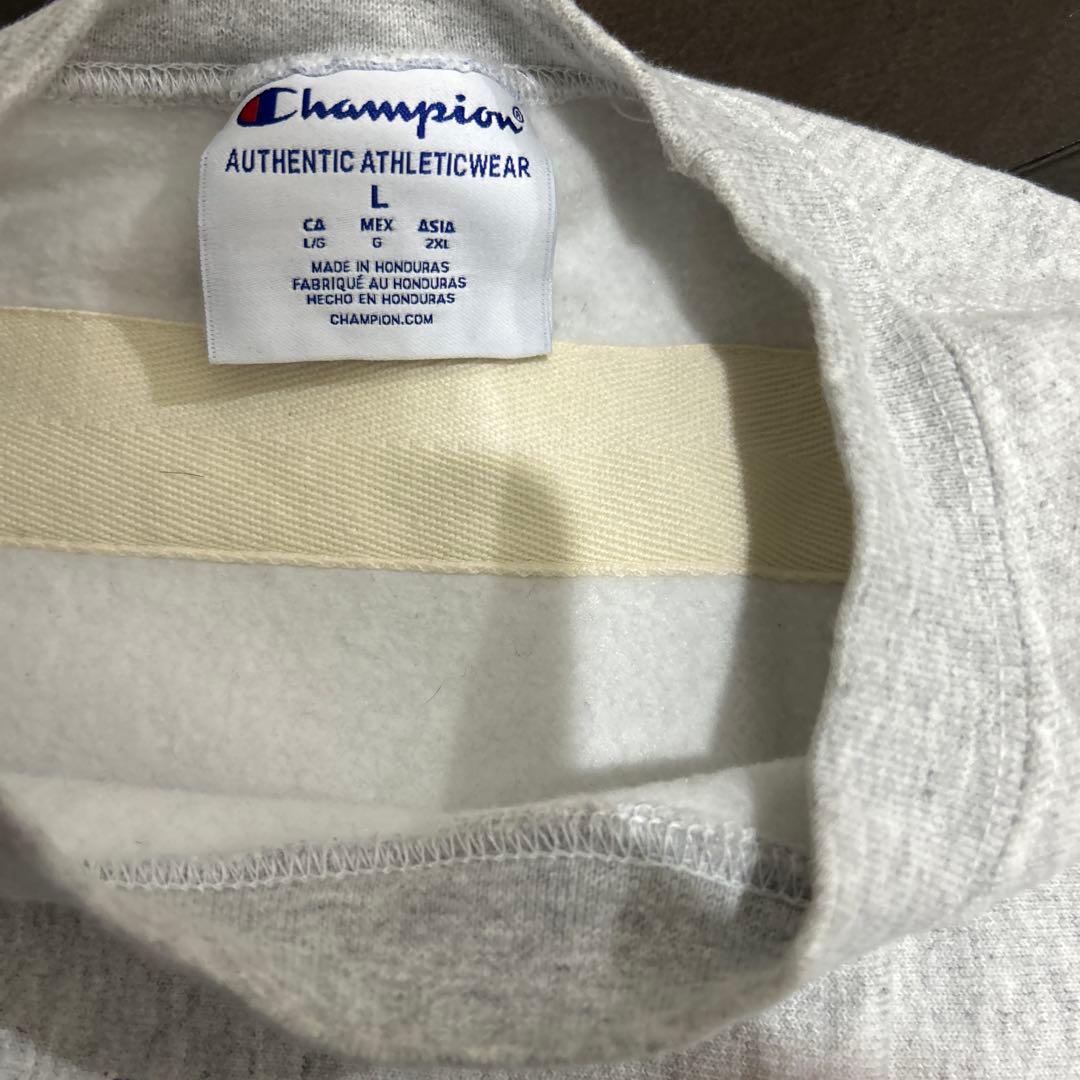 Champion®
AUTHENTIC ATHLETICWEAR
L
CA MEX ASIA
L/G G 2XL
MADE IN HONDURAS
FABRIQUÉ AU HONDURAS
HECHO EN HONDURAS
CHAMPION.COM